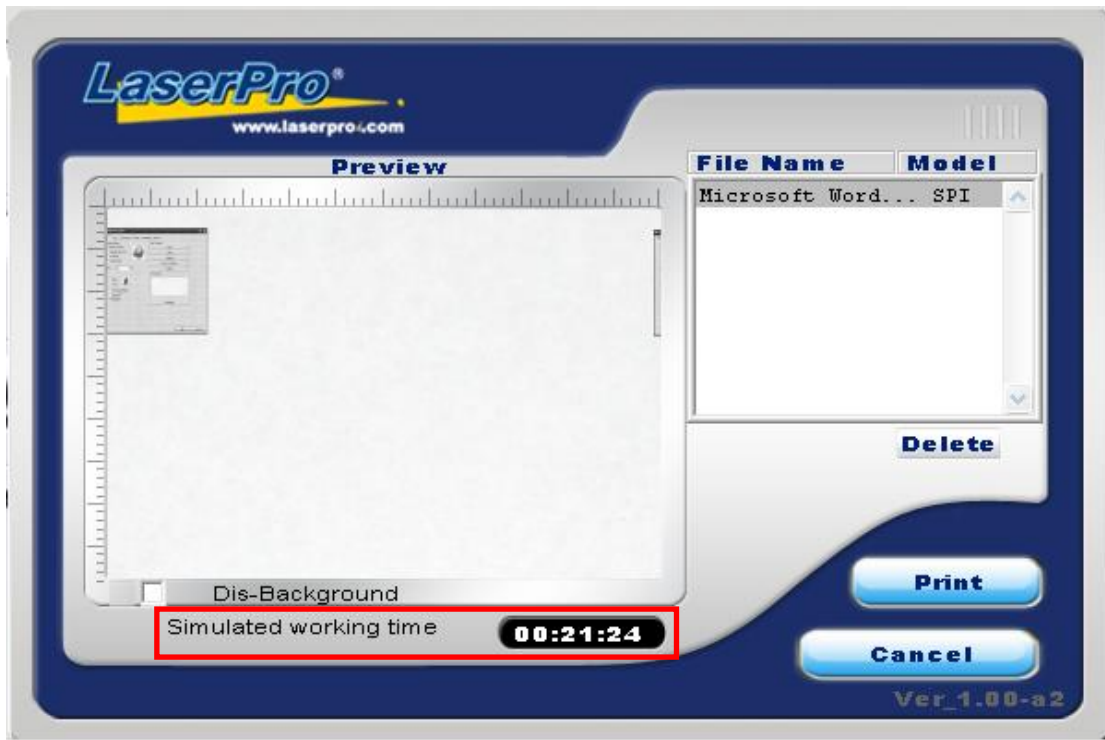 LaserPro®
www.laserpro.com
Preview
File Name Model
Microsoft Word... SPI
Delete
Dis-Background
Simulated working time 00:21:24
Print
Cancel
Ver_1.00-a2